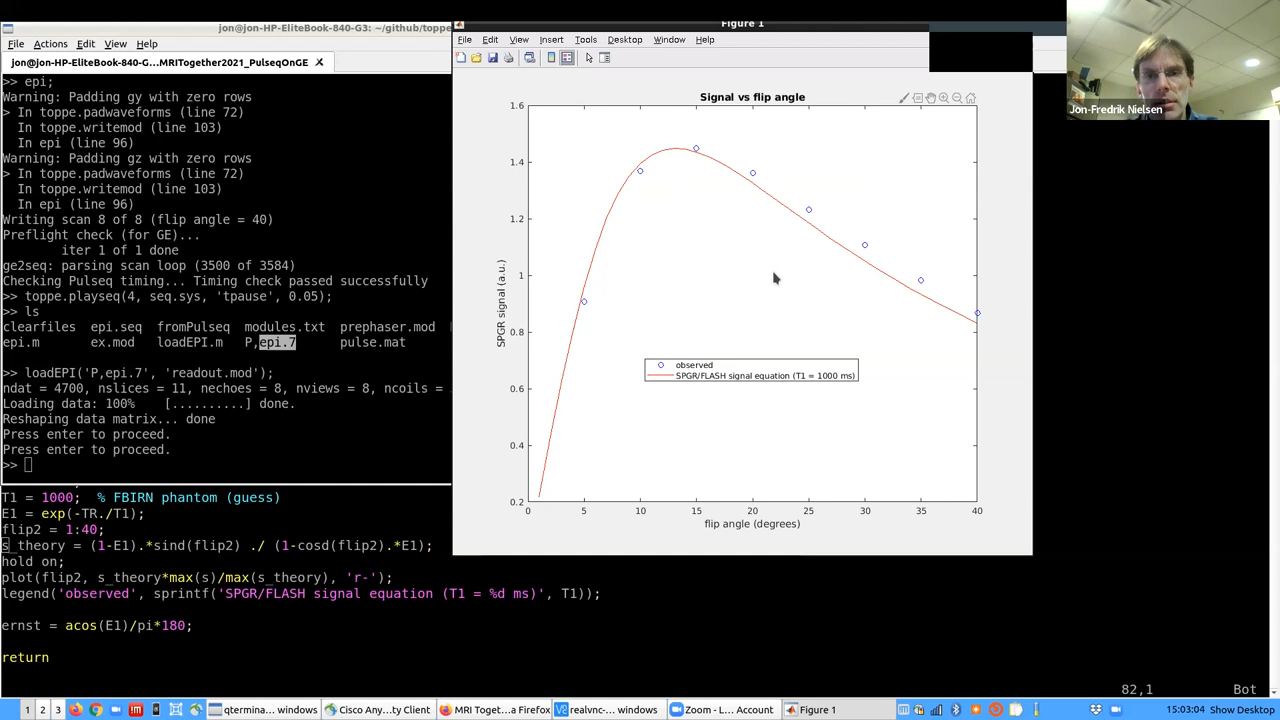 jon@jon-HP-EliteBook-840-G3: ~/github/toppe
File Actions Edit View Help
jon@jon-HP-EliteBook-840-G...MRITogether2021_PulseqOnGE
>> epi;
Warning: Padding gy with zero rows
> In toppe.padwaveforms (line 72)
In toppe.writemod (line 103)
In epi (line 96)
Warning: Padding gz with zero rows
> In toppe.padwaveforms (line 72)
In toppe.writemod (line 103)
In epi (line 96)
Writing scan 8 of 8 (flip angle = 40)
Preflight check (for GE)...
iter 1 of 1 done
ge2seq: parsing scan loop (3500 of 3584)
Checking Pulseq timing... Timing check passed successfully
>> toppe.playseq(4, seq.sys, 'tpause', 0.05);
>> ls
clearfiles epi.seq fromPulseq modules.txt prephaser.mod
epi.m ex.mod loadEPI.m P,epi.7 pulse.mat
>> loadEPI('P,epi.7', 'readout.mod');
ndat = 4700, nslices = 11, nechoes = 8, nviews = 8, ncoils =
Loading data: 100% [..........] done.
Reshaping data matrix... done
Press enter to proceed.
Press enter to proceed.
>>
T1 = 1000; % FBIRN phantom (guess)
E1 = exp(-TR./T1);
flip2 = 1:40;
s_theory = (1-E1).*sind(flip2) ./ (1-cosd(flip2).*E1);
hold on;
plot(flip2, s_theory*max(s)/max(s_theory), 'r-');
legend('observed', sprintf('SPGR/FLASH signal equation (T1 = %d ms)', T1));
ernst = acos(E1)/pi*180;
return
82,1 Bot
Figure 1
File Edit View Insert Tools Desktop Window Help
Signal vs flip angle
1.6
1.4
1.2
1
0.8
0.6
0.4
0.2
SPGR signal (a.u.)
observed
SPGR/FLASH signal equation (T1 = 1000 ms)
0 5 10 15 20 25 30 35 40
flip angle (degrees)
Jon-Fredrik Nielsen
1 2 3 qtermina... windows Cisco Any...ty Client MRI Toget...a Firefox realvnc-... windows Zoom - L... Account Figure 1 15:03:04 Show Desktop